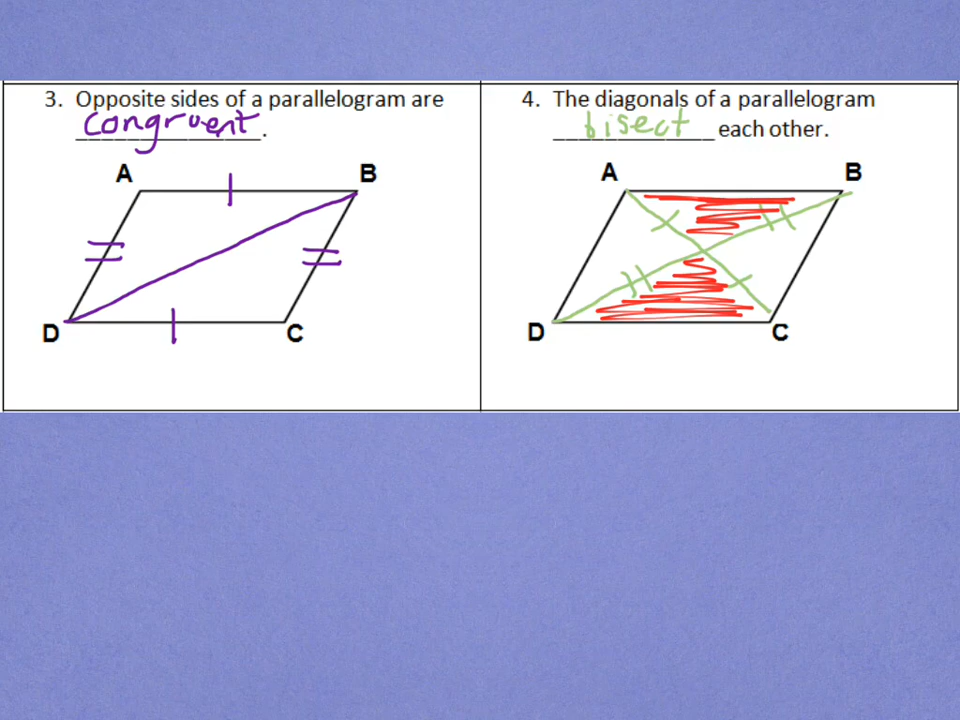 3. Opposite sides of a parallelogram are
congruent.
A
B
D
C
4. The diagonals of a parallelogram
bisect each other.
A
B
D
C